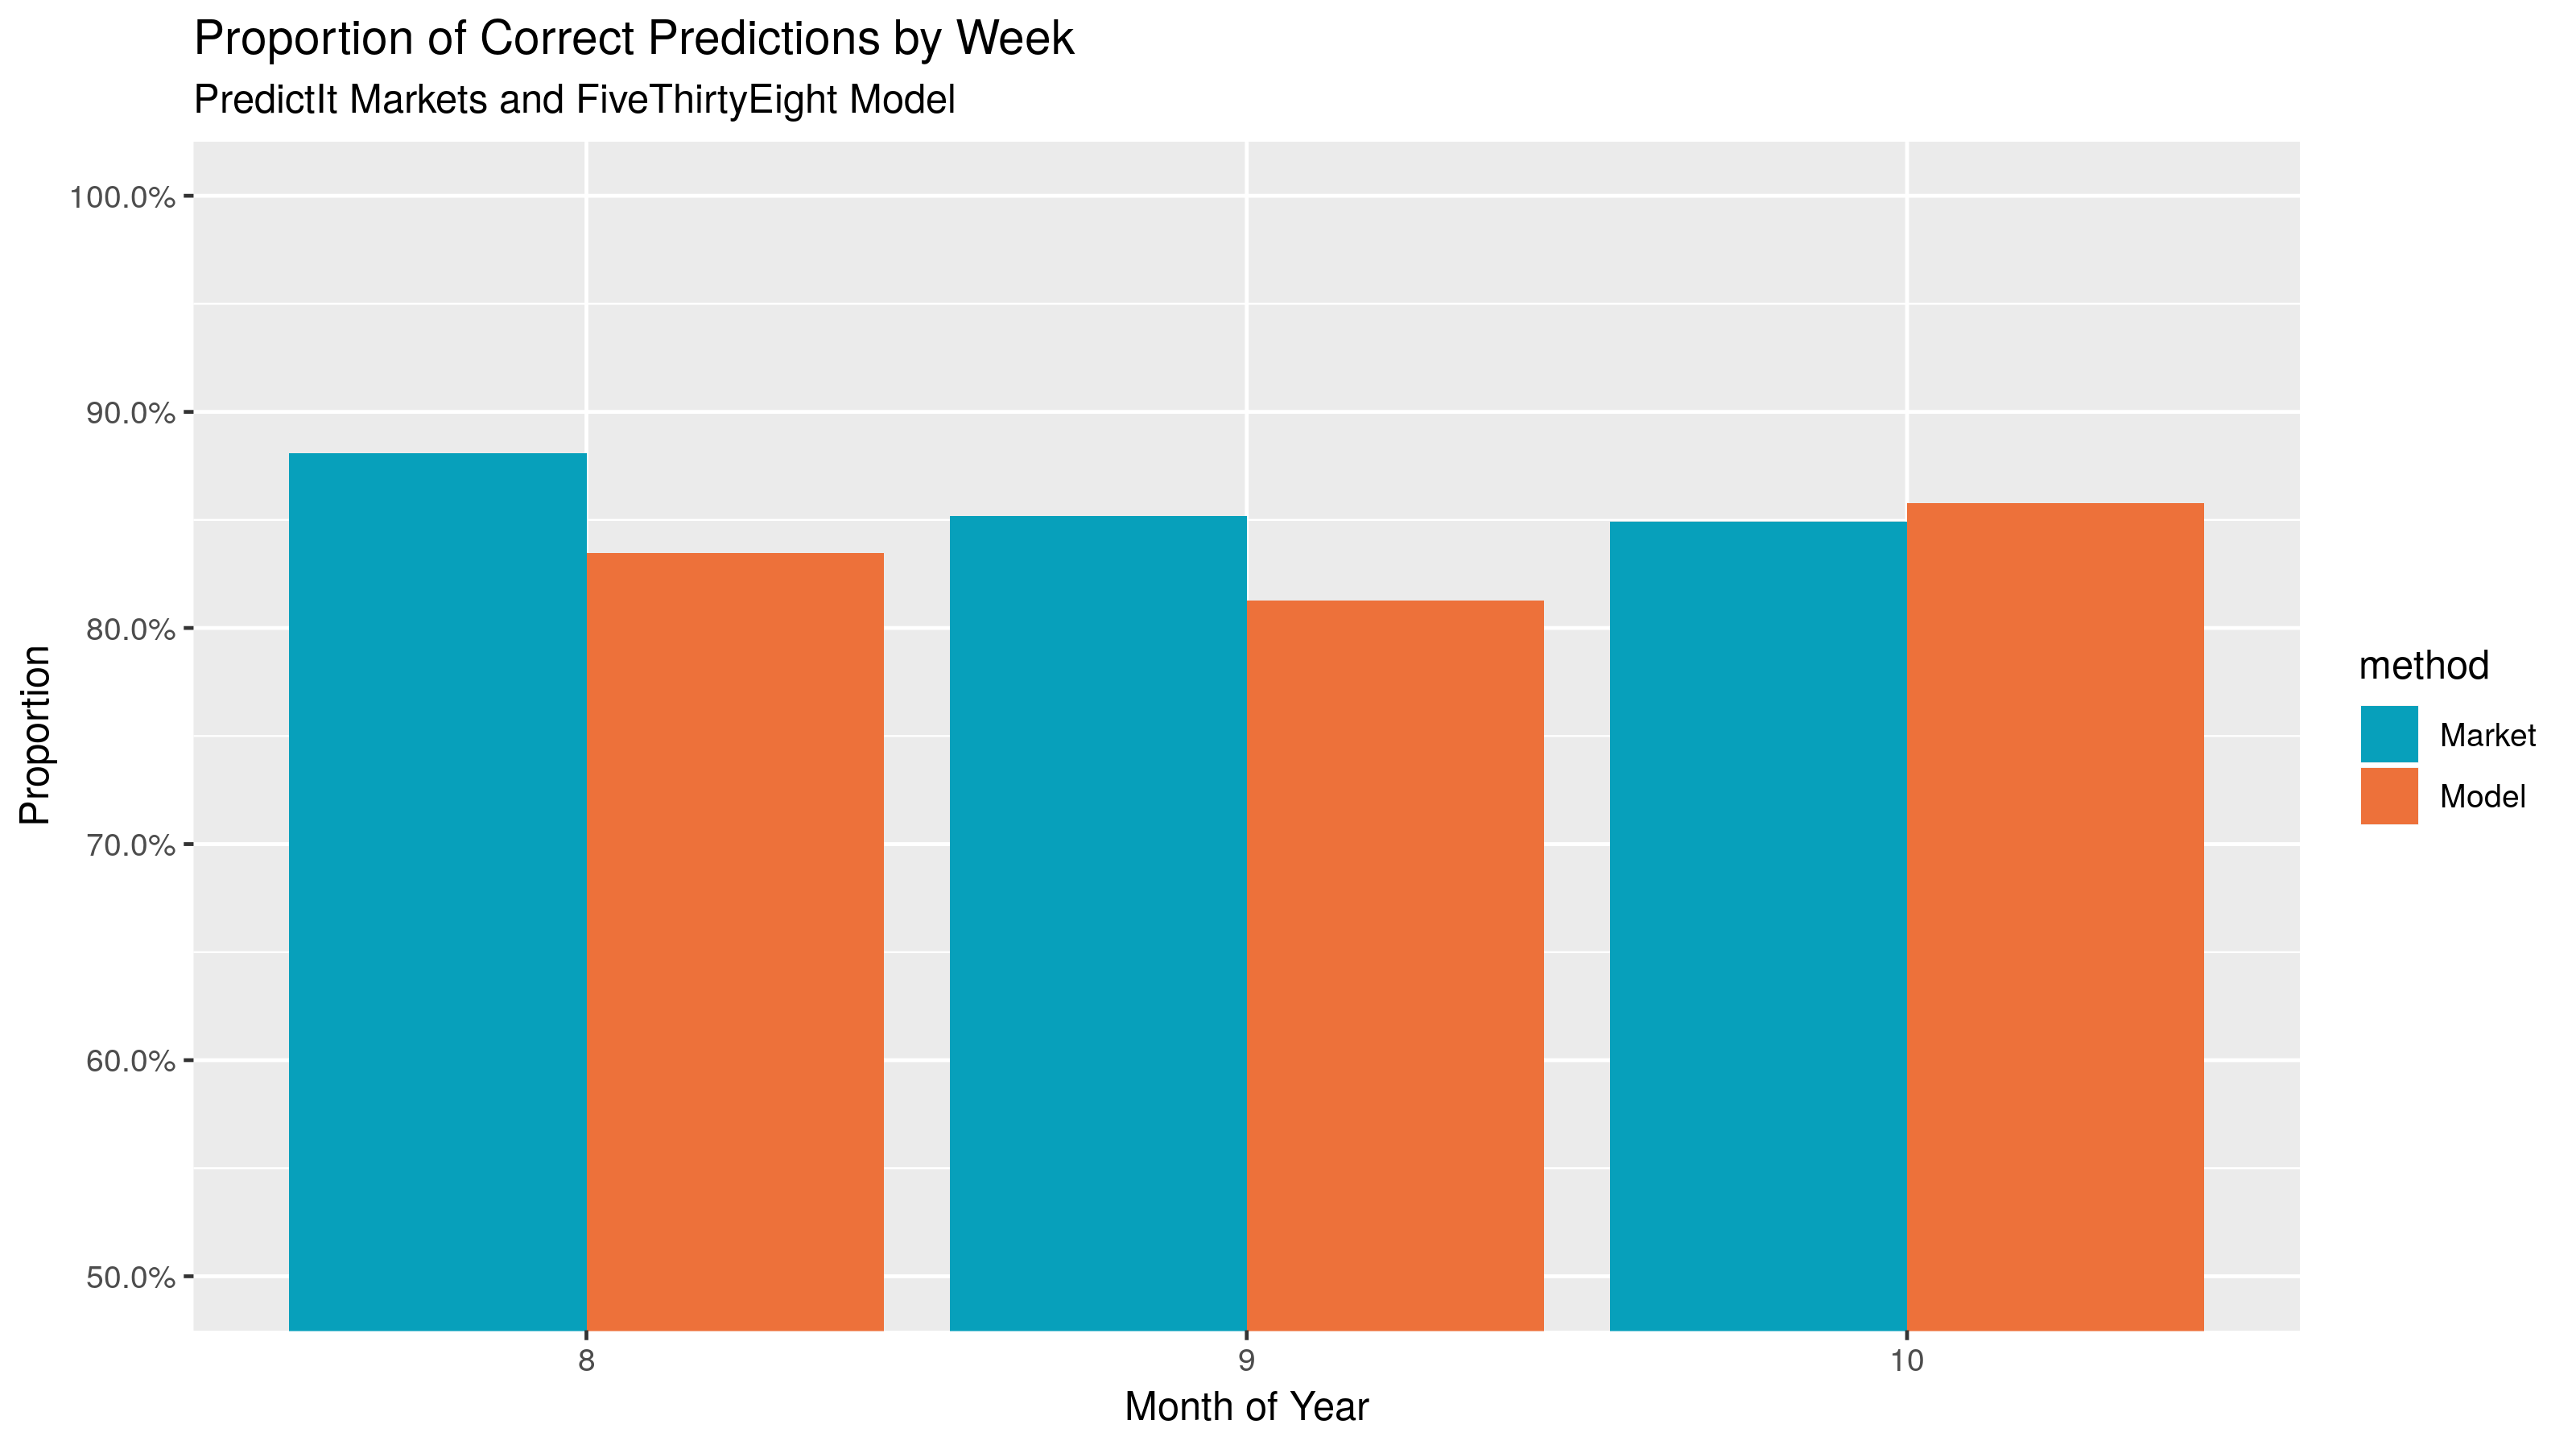 Proportion of Correct Predictions by Week
PredictIt Markets and FiveThirtyEight Model
100.0%
90.0%
80.0%
70.0%
60.0%
50.0%
Proportion
8
9
10
Month of Year
method
Market
Model